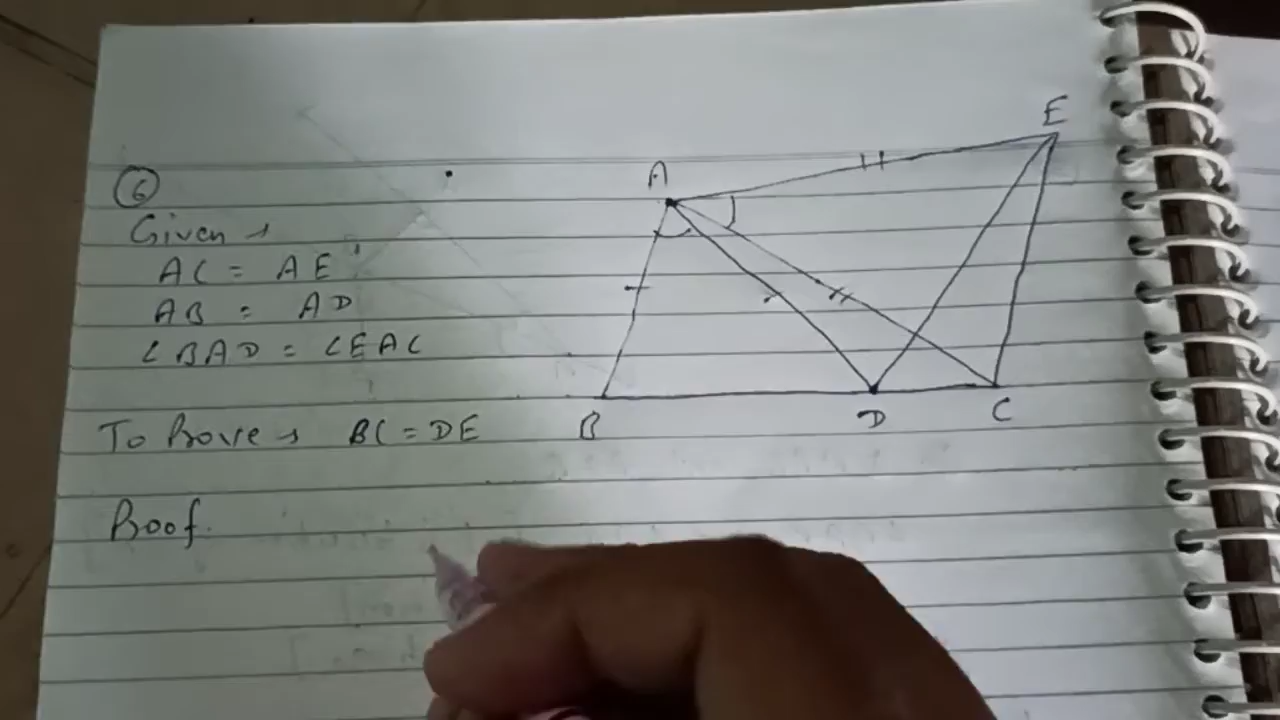 6
Given →
AC = AE
AB = AD
∠BAD = ∠EAC
To Prove → BC = DE
Proof.
A
E
B
D
C